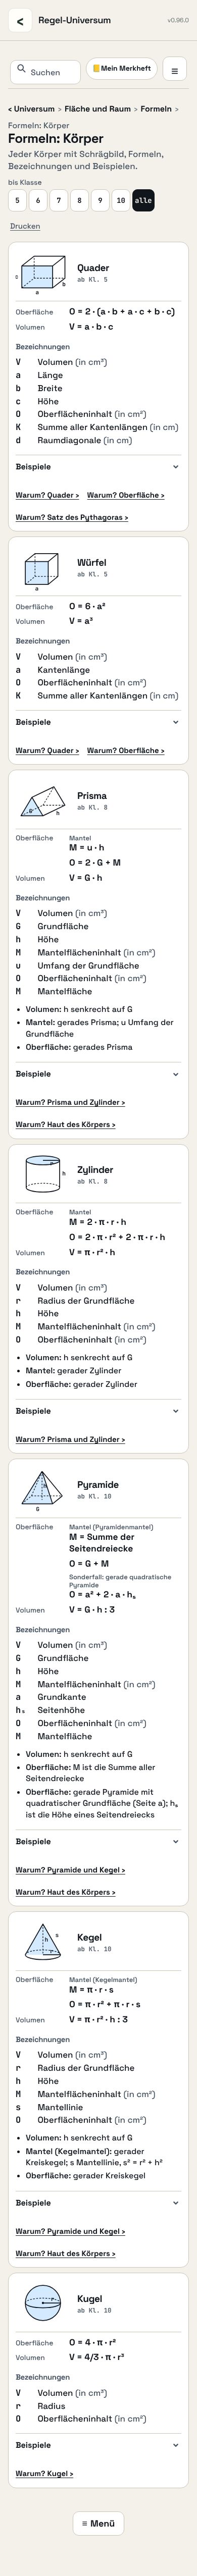 Regel-Universum
v0.96.0
Suchen
Mein Merkheft
≡
‹ Universum > Fläche und Raum > Formeln >
Formeln: Körper
Formeln: Körper
Jeder Körper mit Schrägbild, Formeln,
Bezeichnungen und Beispielen.
bis Klasse
5 6 7 8 9 10 alle
Drucken
c b a
Quader
ab Kl. 5
Oberfläche O = 2 · (a · b + a · c + b · c)
Volumen V = a · b · c
Bezeichnungen
V Volumen (in cm³)
a Länge
b Breite
c Höhe
O Oberflächeninhalt (in cm²)
K Summe aller Kantenlängen (in cm)
d Raumdiagonale (in cm)
Beispiele
Warum? Quader › Warum? Oberfläche ›
Warum? Satz des Pythagoras ›
a
Würfel
ab Kl. 5
Oberfläche O = 6 · a²
Volumen V = a³
Bezeichnungen
V Volumen (in cm³)
a Kantenlänge
O Oberflächeninhalt (in cm²)
K Summe aller Kantenlängen (in cm)
Beispiele
Warum? Quader › Warum? Oberfläche ›
G h
Prisma
ab Kl. 8
Oberfläche Mantel
M = u · h
O = 2 · G + M
Volumen V = G · h
Bezeichnungen
V Volumen (in cm³)
G Grundfläche
h Höhe
M Mantelflächeninhalt (in cm²)
u Umfang der Grundfläche
O Oberflächeninhalt (in cm²)
M Mantelfläche
• Volumen: h senkrecht auf G
• Mantel: gerades Prisma; u Umfang der
Grundfläche
• Oberfläche: gerades Prisma
Beispiele
Warum? Prisma und Zylinder ›
Warum? Haut des Körpers ›
r h
Zylinder
ab Kl. 8
Oberfläche Mantel
M = 2 · π · r · h
O = 2 · π · r² + 2 · π · r · h
Volumen V = π · r² · h
Bezeichnungen
V Volumen (in cm³)
r Radius der Grundfläche
h Höhe
M Mantelflächeninhalt (in cm²)
O Oberflächeninhalt (in cm²)
• Volumen: h senkrecht auf G
• Mantel: gerader Zylinder
• Oberfläche: gerader Zylinder
Beispiele
Warum? Prisma und Zylinder ›
h G
Pyramide
ab Kl. 10
Oberfläche Mantel (Pyramidenmantel)
M = Summe der
Seitendreiecke
O = G + M
Sonderfall: gerade quadratische
Pyramide
O = a² + 2 · a · hₛ
Volumen V = G · h : 3
Bezeichnungen
V Volumen (in cm³)
G Grundfläche
h Höhe
M Mantelflächeninhalt (in cm²)
a Grundkante
hₛ Seitenhöhe
O Oberflächeninhalt (in cm²)
M Mantelfläche
• Volumen: h senkrecht auf G
• Oberfläche: M ist die Summe aller
Seitendreiecke
• Oberfläche: gerade Pyramide mit
quadratischer Grundfläche (Seite a); hₛ
ist die Höhe eines Seitendreiecks
Beispiele
Warum? Pyramide und Kegel ›
Warum? Haut des Körpers ›
s h r
Kegel
ab Kl. 10
Oberfläche Mantel (Kegelmantel)
M = π · r · s
O = π · r² + π · r · s
Volumen V = π · r² · h : 3
Bezeichnungen
V Volumen (in cm³)
r Radius der Grundfläche
h Höhe
M Mantelflächeninhalt (in cm²)
s Mantellinie
O Oberflächeninhalt (in cm²)
• Volumen: h senkrecht auf G
• Mantel (Kegelmantel): gerader
Kreiskegel; s Mantellinie, s² = r² + h²
• Oberfläche: gerader Kreiskegel
Beispiele
Warum? Pyramide und Kegel ›
Warum? Haut des Körpers ›
r
Kugel
ab Kl. 10
Oberfläche O = 4 · π · r²
Volumen V = 4/3 · π · r³
Bezeichnungen
V Volumen (in cm³)
r Radius
O Oberflächeninhalt (in cm²)
Beispiele
Warum? Kugel ›
≡ Menü